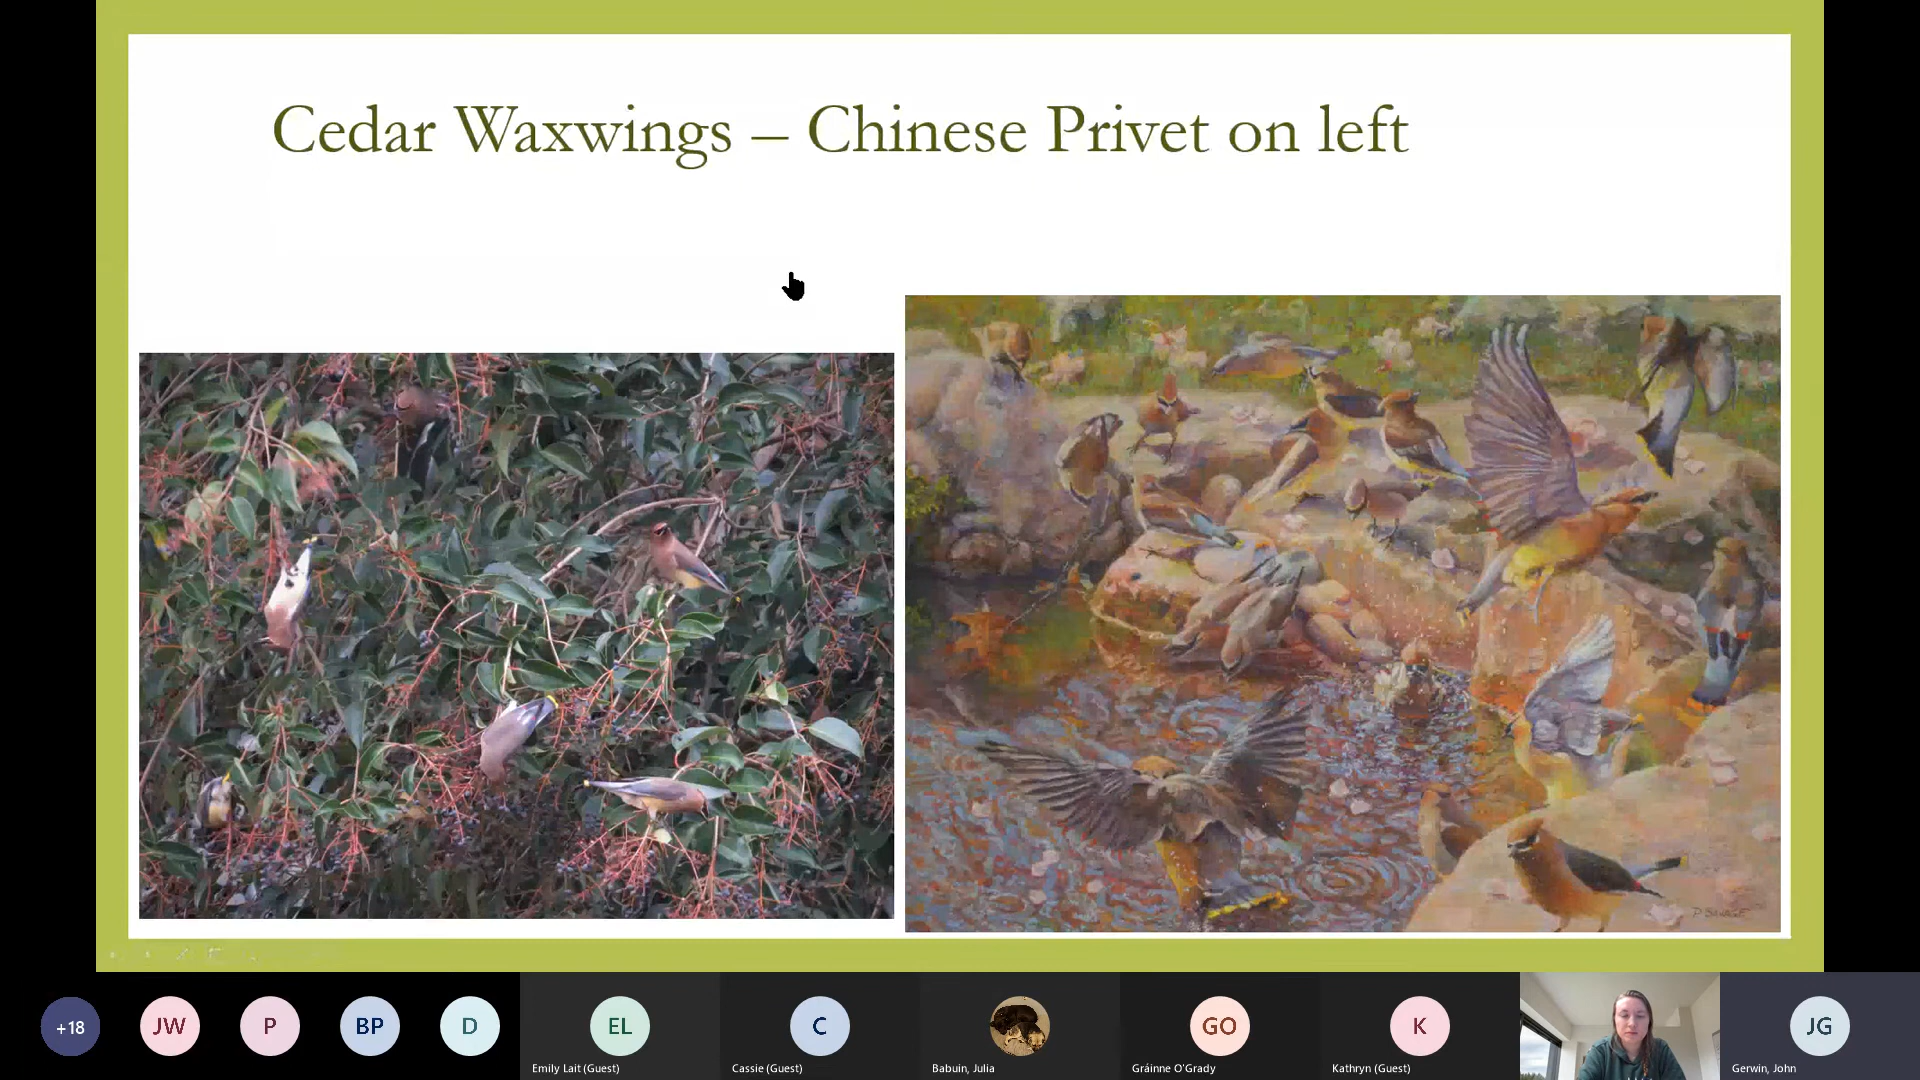 Cedar Waxwings – Chinese Privet on left
+18
JW
P
BP
D
EL
C
GO
K
JG
Emily Lait (Guest)
Cassie (Guest)
Babuin, Julia
Gráinne O'Grady
Kathryn (Guest)
Gerwin, John